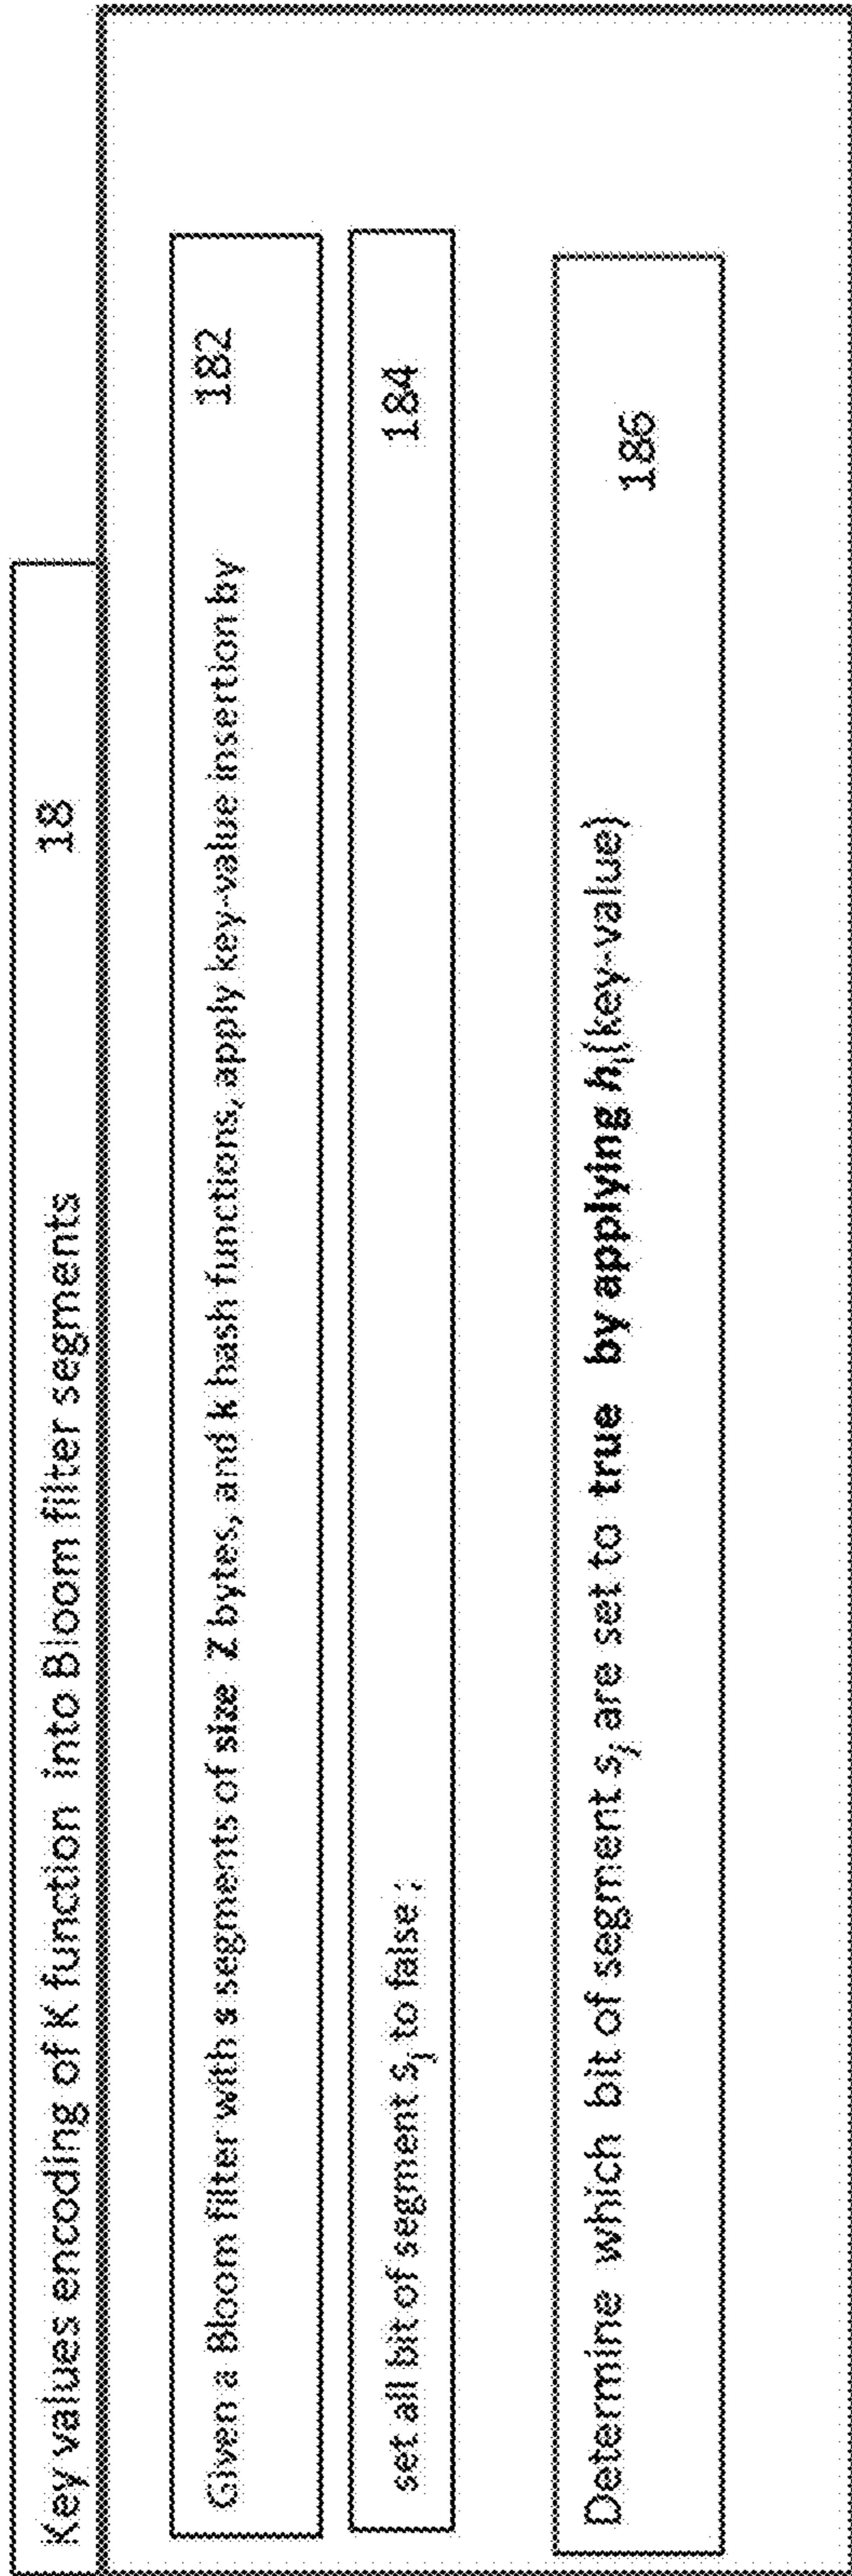 Key values encoding of K function into Bloom filter segments 18
Given a Bloom filter with s segments of size Z bytes, and k hash functions, apply key-value insertion by 182
set all bit of segment sj to false ; 184
Determine which bit of segment sj are set to true by applying hi(key-value) 186